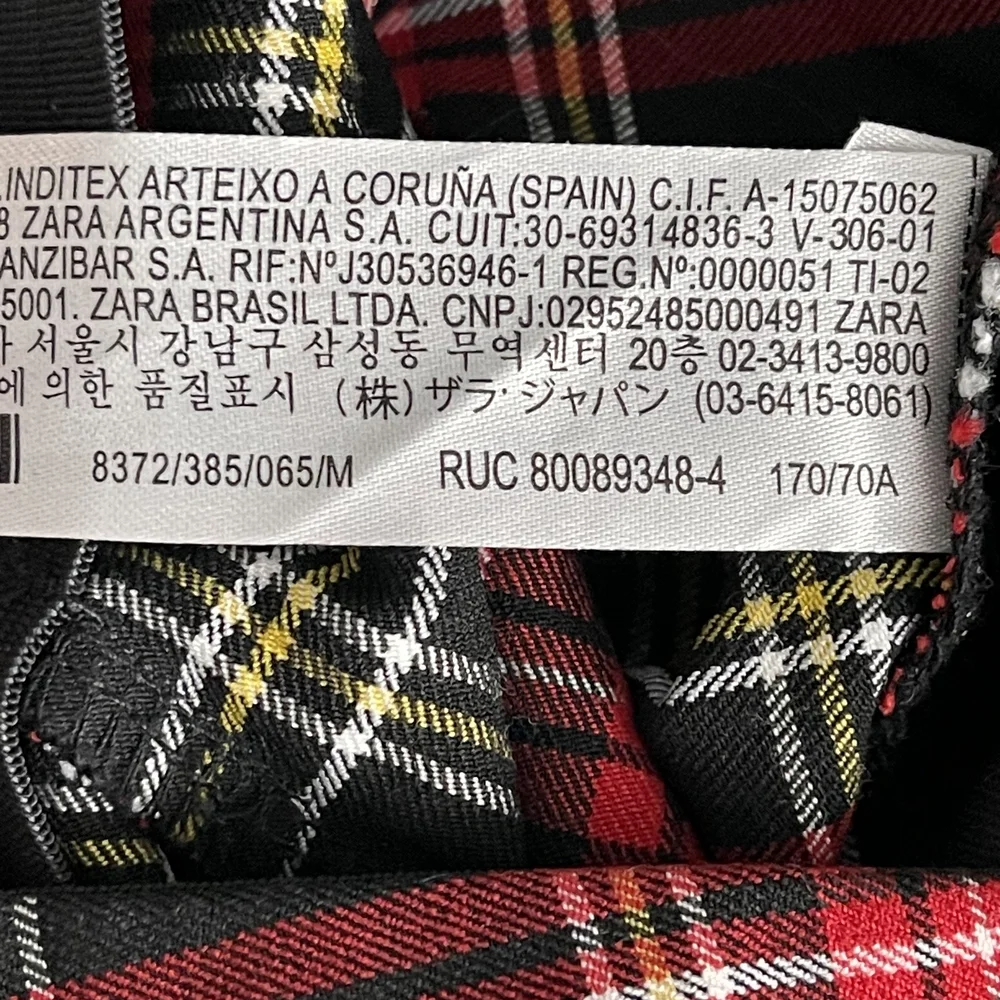 .INDITEX ARTEIXO A CORUÑA (SPAIN) C.I.F. A-15075062
8 ZARA ARGENTINA S.A. CUIT:30-69314836-3 V-306-01
ANZIBAR S.A. RIF:NºJ30536946-1 REG.Nº:0000051 TI-02
5001. ZARA BRASIL LTDA. CNPJ:02952485000491 ZARA
서울시 강남구 삼성동 무역센터 20층 02-3413-9800
에 의한 품질표시 (株)ザラ・ジャパン (03-6415-8061)
8372/385/065/M RUC 80089348-4 170/70A